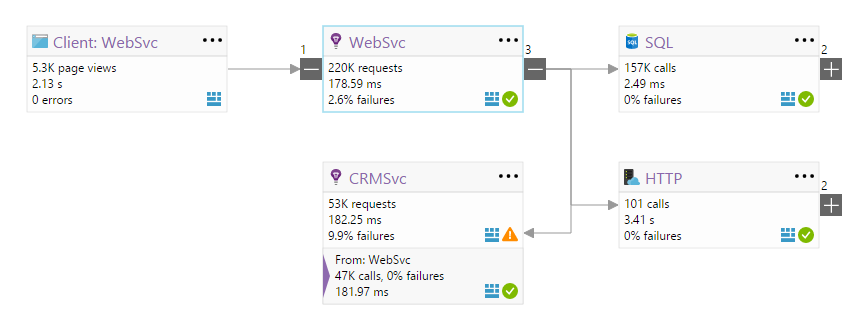 Client: WebSvc
5.3K page views
2.13 s
0 errors
1
WebSvc
220K requests
178.59 ms
2.6% failures
3
SQL
157K calls
2.49 ms
0% failures
2
CRMSvc
53K requests
182.25 ms
9.9% failures
From: WebSvc
47K calls, 0% failures
181.97 ms
HTTP
101 calls
3.41 s
0% failures
2